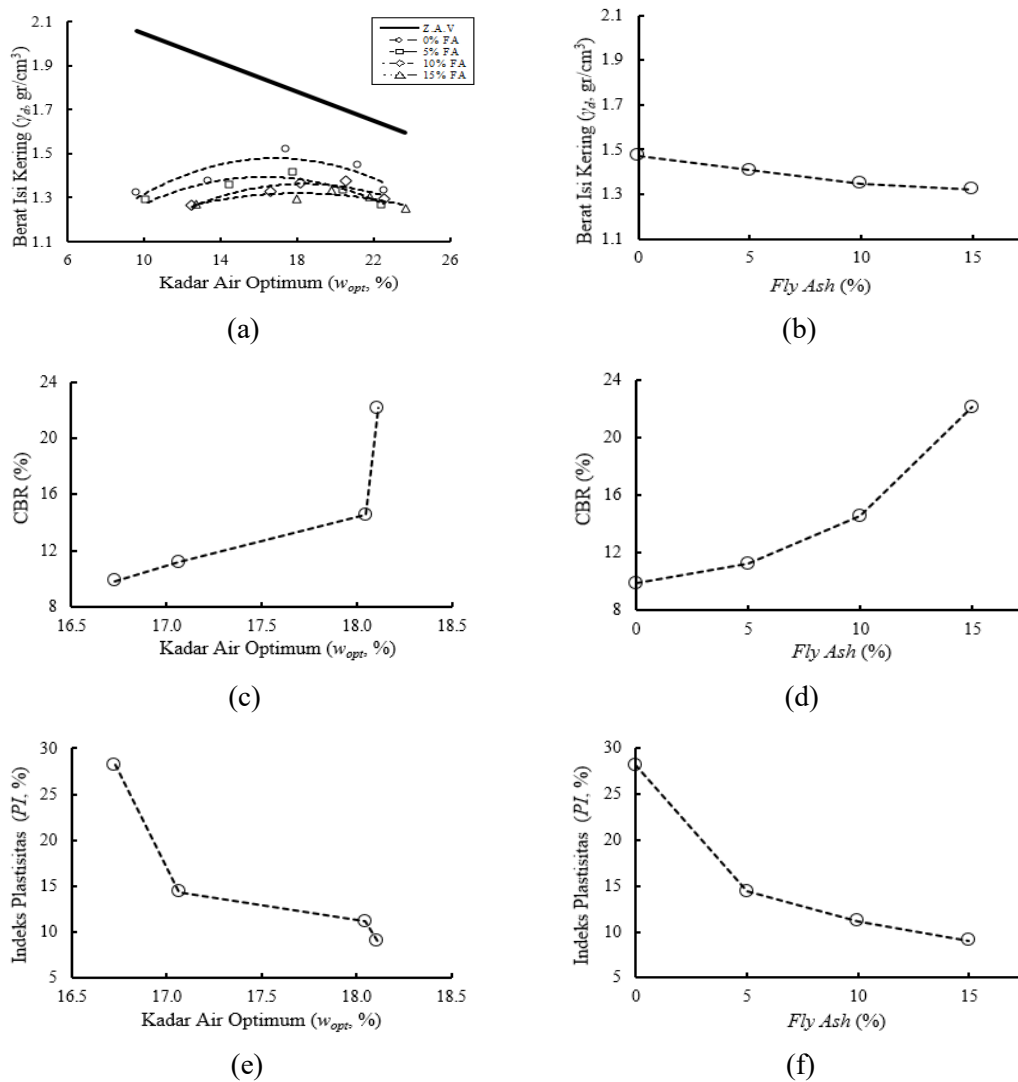 2.1
1.9
1.7
1.5
1.3
1.1
6 10 14 18 22 26
Berat Isi Kering (γd, gr/cm³)
Kadar Air Optimum (wopt, %)
Z.A.V
0% FA
5% FA
10% FA
15% FA
(a)
2.1
1.9
1.7
1.5
1.3
1.1
0 5 10 15
Berat Isi Kering (γd, gr/cm³)
Fly Ash (%)
(b)
24
20
16
12
8
16.5 17.0 17.5 18.0 18.5
CBR (%)
Kadar Air Optimum (wopt, %)
(c)
24
20
16
12
8
0 5 10 15
CBR (%)
Fly Ash (%)
(d)
30
25
20
15
10
5
16.5 17.0 17.5 18.0 18.5
Indeks Plastisitas (PI, %)
Kadar Air Optimum (wopt, %)
(e)
30
25
20
15
10
5
0 5 10 15
Indeks Plastisitas (PI, %)
Fly Ash (%)
(f)